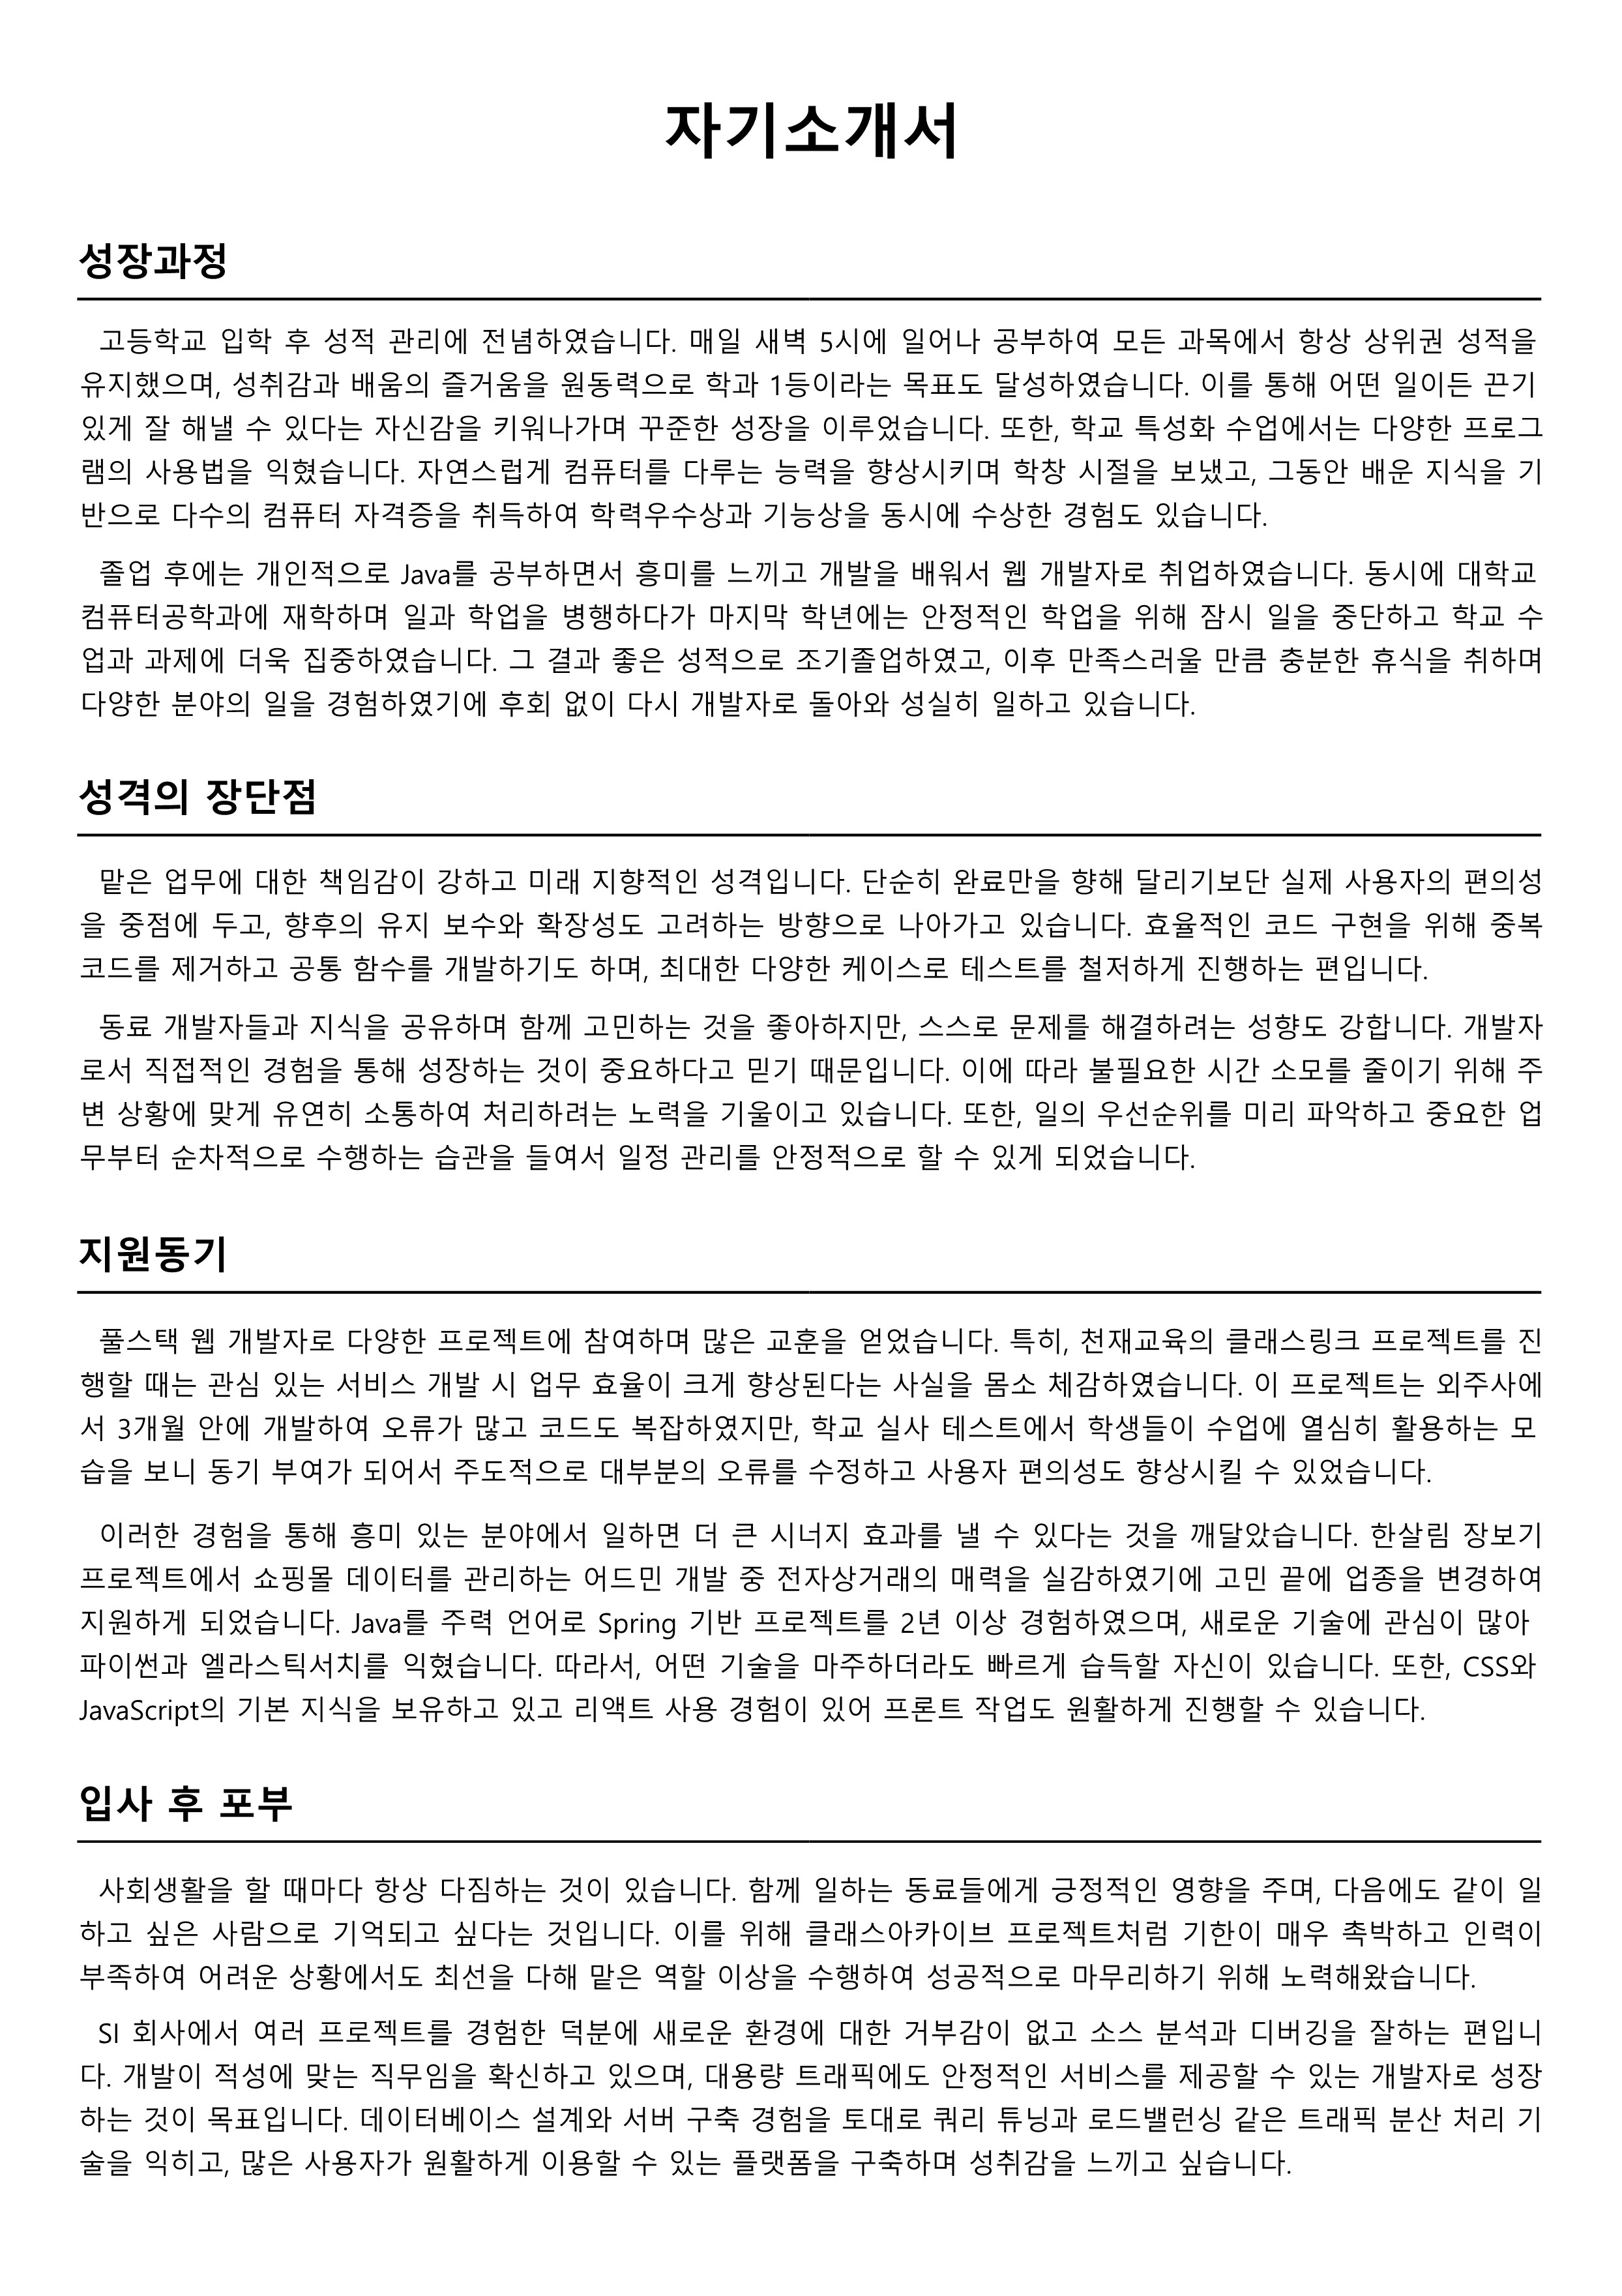 자기소개서
성장과정
고등학교 입학 후 성적 관리에 전념하였습니다. 매일 새벽 5시에 일어나 공부하여 모든 과목에서 항상 상위권 성적을
유지했으며, 성취감과 배움의 즐거움을 원동력으로 학과 1등이라는 목표도 달성하였습니다. 이를 통해 어떤 일이든 끈기
있게 잘 해낼 수 있다는 자신감을 키워나가며 꾸준한 성장을 이루었습니다. 또한, 학교 특성화 수업에서는 다양한 프로그
램의 사용법을 익혔습니다. 자연스럽게 컴퓨터를 다루는 능력을 향상시키며 학창 시절을 보냈고, 그동안 배운 지식을 기
반으로 다수의 컴퓨터 자격증을 취득하여 학력우수상과 기능상을 동시에 수상한 경험도 있습니다.
졸업 후에는 개인적으로 Java를 공부하면서 흥미를 느끼고 개발을 배워서 웹 개발자로 취업하였습니다. 동시에 대학교
컴퓨터공학과에 재학하며 일과 학업을 병행하다가 마지막 학년에는 안정적인 학업을 위해 잠시 일을 중단하고 학교 수
업과 과제에 더욱 집중하였습니다. 그 결과 좋은 성적으로 조기졸업하였고, 이후 만족스러울 만큼 충분한 휴식을 취하며
다양한 분야의 일을 경험하였기에 후회 없이 다시 개발자로 돌아와 성실히 일하고 있습니다.
성격의 장단점
맡은 업무에 대한 책임감이 강하고 미래 지향적인 성격입니다. 단순히 완료만을 향해 달리기보단 실제 사용자의 편의성
을 중점에 두고, 향후의 유지 보수와 확장성도 고려하는 방향으로 나아가고 있습니다. 효율적인 코드 구현을 위해 중복
코드를 제거하고 공통 함수를 개발하기도 하며, 최대한 다양한 케이스로 테스트를 철저하게 진행하는 편입니다.
동료 개발자들과 지식을 공유하며 함께 고민하는 것을 좋아하지만, 스스로 문제를 해결하려는 성향도 강합니다. 개발자
로서 직접적인 경험을 통해 성장하는 것이 중요하다고 믿기 때문입니다. 이에 따라 불필요한 시간 소모를 줄이기 위해 주
변 상황에 맞게 유연히 소통하여 처리하려는 노력을 기울이고 있습니다. 또한, 일의 우선순위를 미리 파악하고 중요한 업
무부터 순차적으로 수행하는 습관을 들여서 일정 관리를 안정적으로 할 수 있게 되었습니다.
지원동기
풀스택 웹 개발자로 다양한 프로젝트에 참여하며 많은 교훈을 얻었습니다. 특히, 천재교육의 클래스링크 프로젝트를 진
행할 때는 관심 있는 서비스 개발 시 업무 효율이 크게 향상된다는 사실을 몸소 체감하였습니다. 이 프로젝트는 외주사에
서 3개월 안에 개발하여 오류가 많고 코드도 복잡하였지만, 학교 실사 테스트에서 학생들이 수업에 열심히 활용하는 모
습을 보니 동기 부여가 되어서 주도적으로 대부분의 오류를 수정하고 사용자 편의성도 향상시킬 수 있었습니다.
이러한 경험을 통해 흥미 있는 분야에서 일하면 더 큰 시너지 효과를 낼 수 있다는 것을 깨달았습니다. 한살림 장보기
프로젝트에서 쇼핑몰 데이터를 관리하는 어드민 개발 중 전자상거래의 매력을 실감하였기에 고민 끝에 업종을 변경하여
지원하게 되었습니다. Java를 주력 언어로 Spring 기반 프로젝트를 2년 이상 경험하였으며, 새로운 기술에 관심이 많아
파이썬과 엘라스틱서치를 익혔습니다. 따라서, 어떤 기술을 마주하더라도 빠르게 습득할 자신이 있습니다. 또한, CSS와
JavaScript의 기본 지식을 보유하고 있고 리액트 사용 경험이 있어 프론트 작업도 원활하게 진행할 수 있습니다.
입사 후 포부
사회생활을 할 때마다 항상 다짐하는 것이 있습니다. 함께 일하는 동료들에게 긍정적인 영향을 주며, 다음에도 같이 일
하고 싶은 사람으로 기억되고 싶다는 것입니다. 이를 위해 클래스아카이브 프로젝트처럼 기한이 매우 촉박하고 인력이
부족하여 어려운 상황에서도 최선을 다해 맡은 역할 이상을 수행하여 성공적으로 마무리하기 위해 노력해왔습니다.
SI 회사에서 여러 프로젝트를 경험한 덕분에 새로운 환경에 대한 거부감이 없고 소스 분석과 디버깅을 잘하는 편입니
다. 개발이 적성에 맞는 직무임을 확신하고 있으며, 대용량 트래픽에도 안정적인 서비스를 제공할 수 있는 개발자로 성장
하는 것이 목표입니다. 데이터베이스 설계와 서버 구축 경험을 토대로 쿼리 튜닝과 로드밸런싱 같은 트래픽 분산 처리 기
술을 익히고, 많은 사용자가 원활하게 이용할 수 있는 플랫폼을 구축하며 성취감을 느끼고 싶습니다.